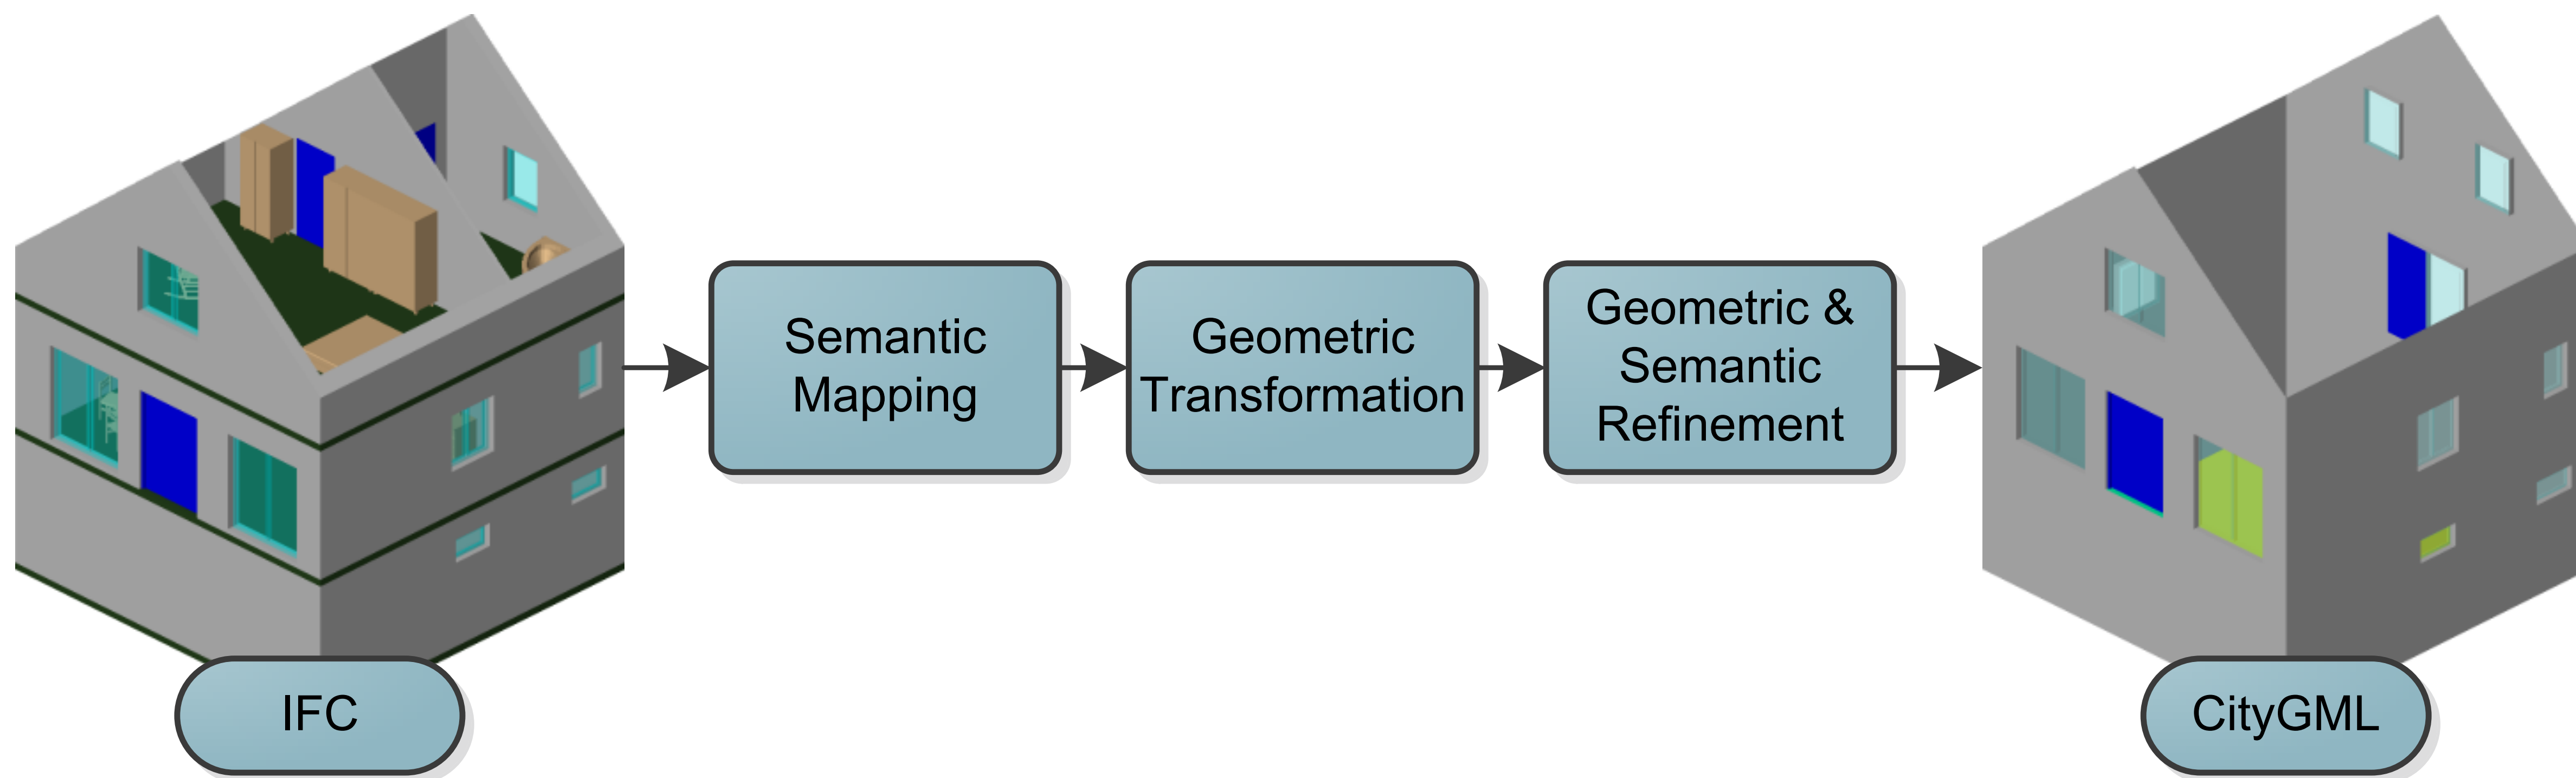 Semantic
Mapping
Geometric
Transformation
Geometric &
Semantic
Refinement
IFC
CityGML